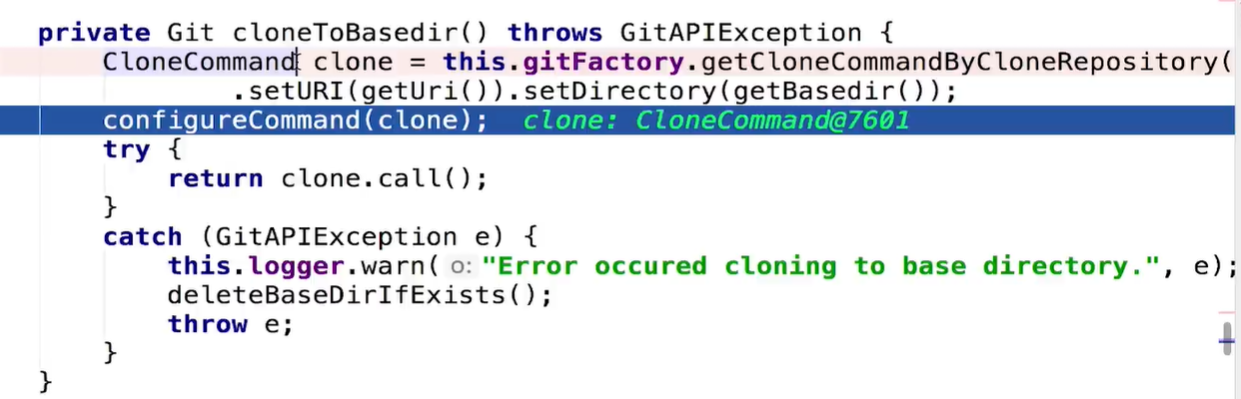 private Git cloneToBasedir() throws GitAPIException {
CloneCommand clone = this.gitFactory.getCloneCommandByCloneRepository(
.setURI(getUri()).setDirectory(getBasedir());
configureCommand(clone); clone: CloneCommand@7601
try {
return clone.call();
}
catch (GitAPIException e) {
this.logger.warn( o: "Error occured cloning to base directory.", e);
deleteBaseDirIfExists();
throw e;
}
}